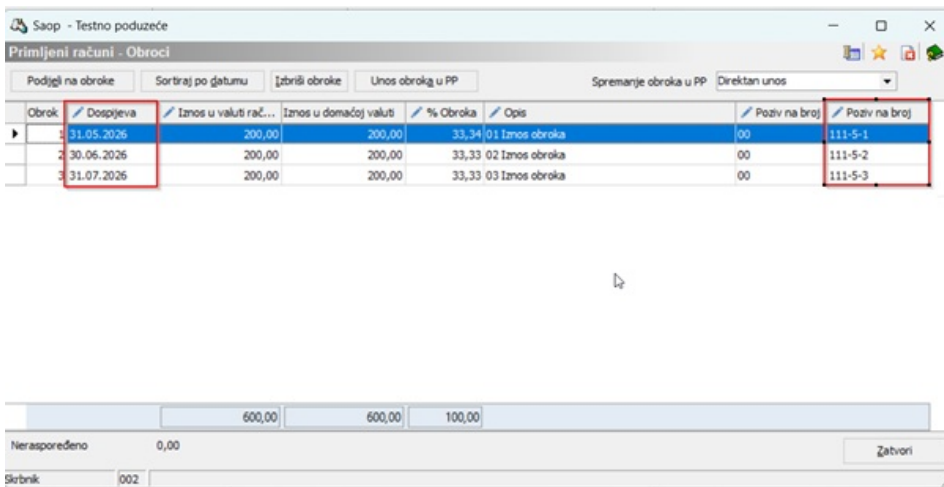 Saop - Testno poduzeće
Primljeni računi - Obroci
Podijeli na obroke Sortiraj po datumu Izbriši obroke Unos obroka u PP Spremanje obroka u PP Direktan unos
Obrok Dospijeva Iznos u valuti rač... Iznos u domaćoj valuti % Obroka Opis Poziv na broj Poziv na broj
1 31.05.2026 200,00 200,00 33,34 01 Iznos obroka 00 111-5-1
2 30.06.2026 200,00 200,00 33,33 02 Iznos obroka 00 111-5-2
3 31.07.2026 200,00 200,00 33,33 03 Iznos obroka 00 111-5-3
600,00 600,00 100,00
Neraspoređeno 0,00
Zatvori
Skrbnik 002